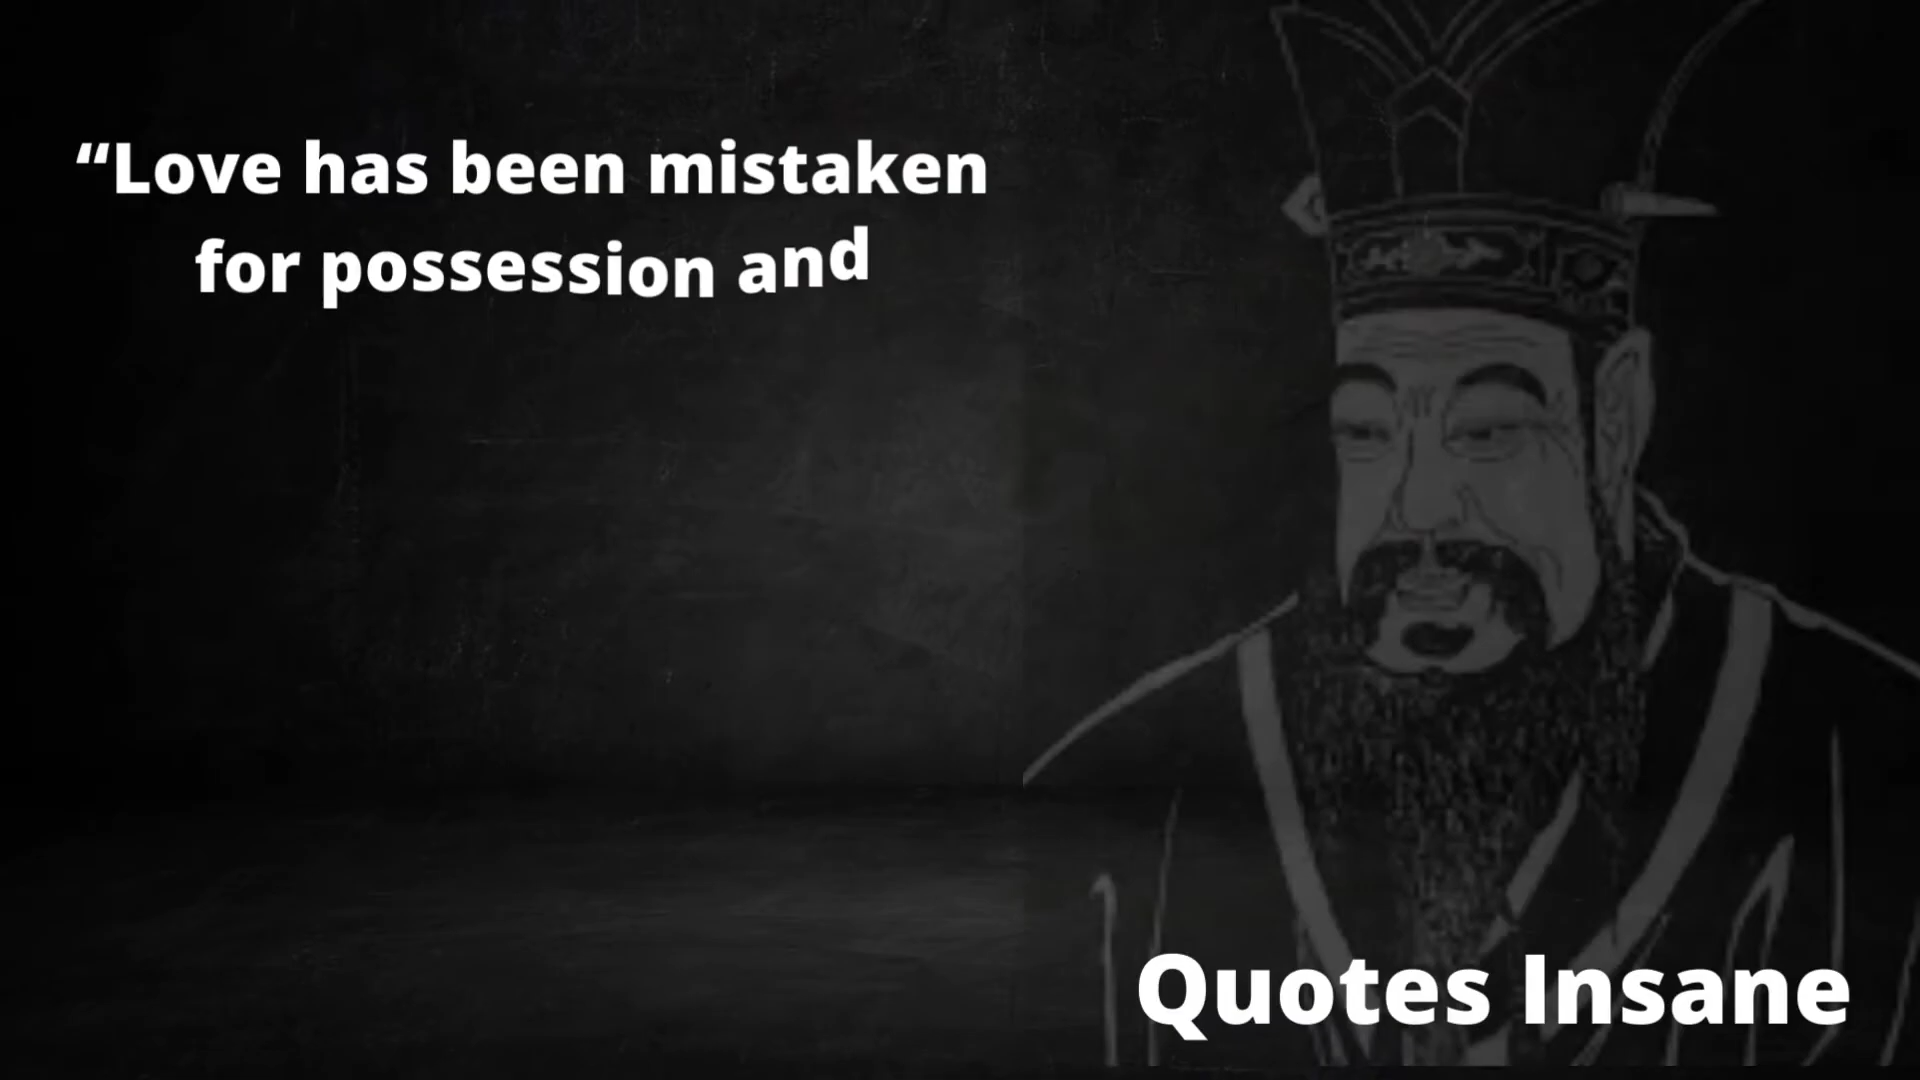 “Love has been mistaken
for possession and
Quotes Insane